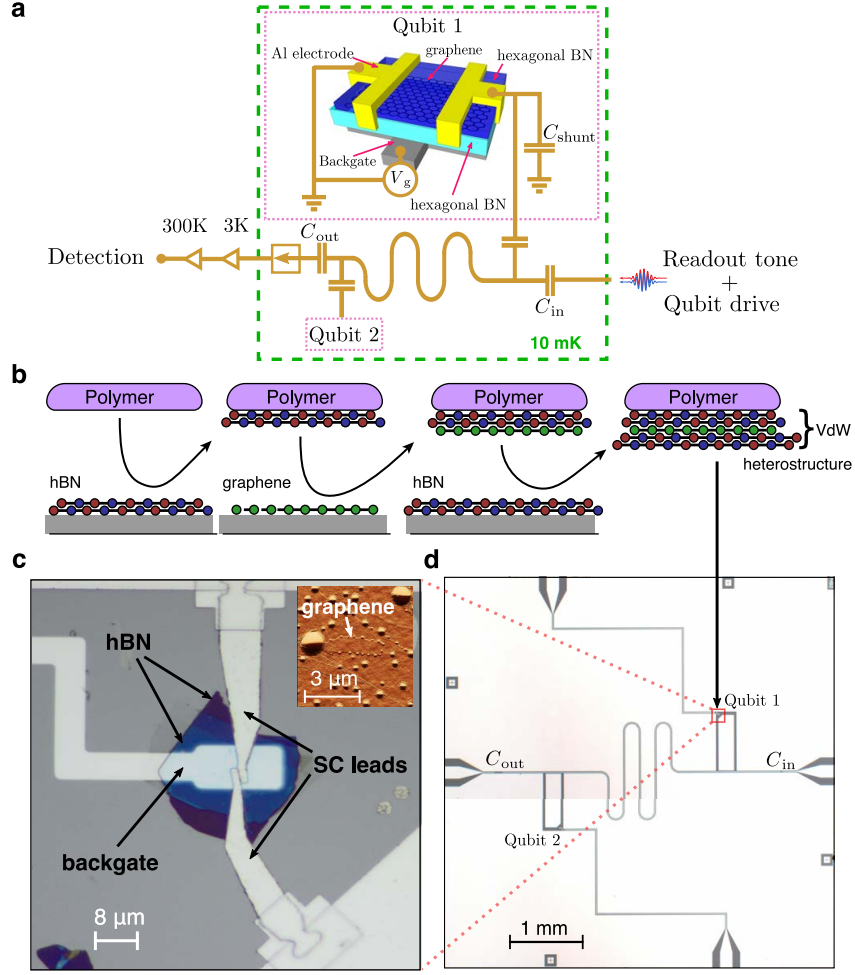 a
Qubit 1
Al electrode
graphene
hexagonal BN
C_shunt
Backgate
V_g
hexagonal BN
300K
3K
C_out
Detection
C_in
Readout tone
+
Qubit drive
Qubit 2
10 mK
b
Polymer
Polymer
Polymer
Polymer
VdW
heterostructure
hBN
graphene
hBN
c
d
graphene
3 μm
hBN
SC leads
backgate
8 μm
Qubit 1
C_out
C_in
Qubit 2
1 mm